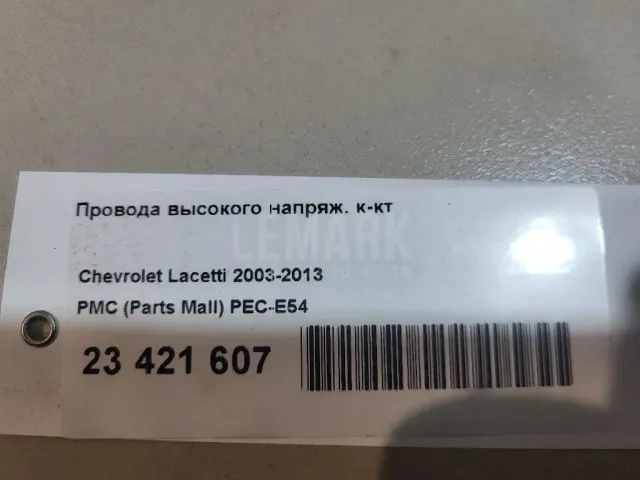 Провода высокого напряж. к-кт
LEMARK
Chevrolet Lacetti 2003-2013
PMC (Parts Mall) PEC-E54
23 421 607